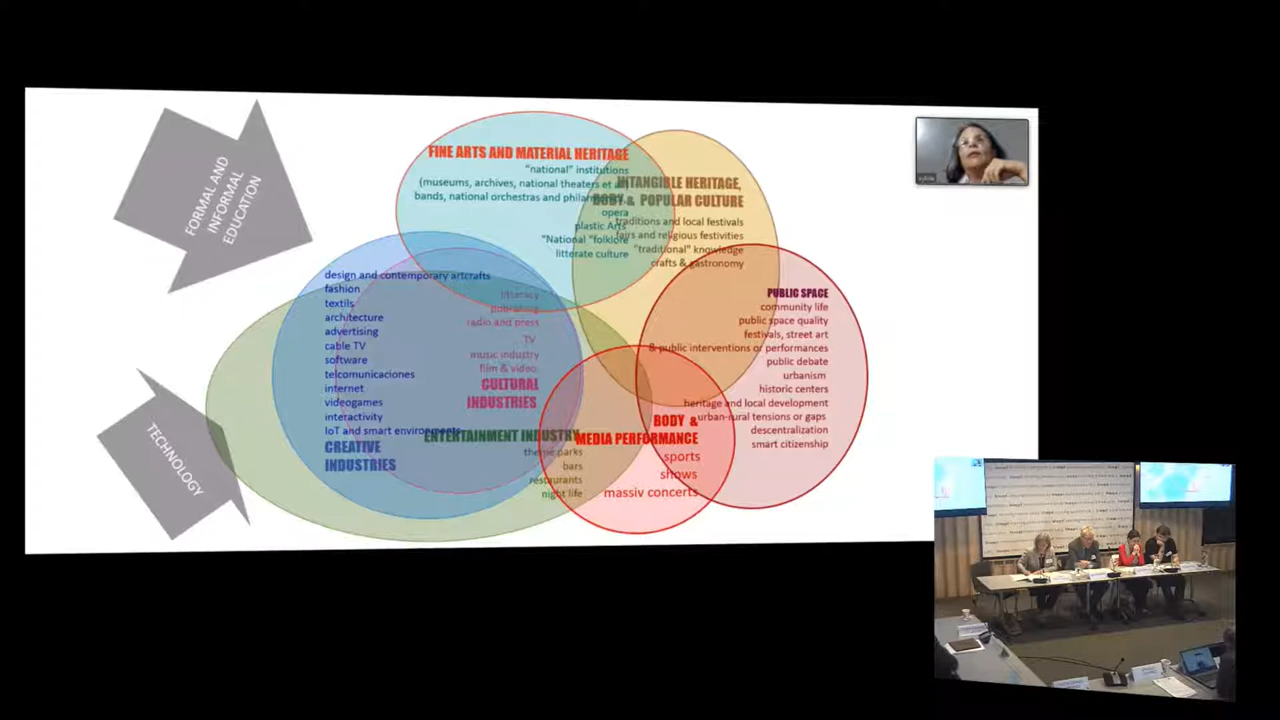 FORMAL AND
INFORMAL
EDUCATION
TECHNOLOGY
FINE ARTS AND MATERIAL HERITAGE
"national" institutions
(museums, archives, national theaters et
bands, national orchestras and
opera
plastic Arts
"National "folklore
litterate culture
INTANGIBLE HERITAGE,
BODY & POPULAR CULTURE
traditions and local festivals
fairs and religious festivities
"traditional" knowledge
crafts & gastronomy
PUBLIC SPACE
community life
public space quality
festivals, street art
& public interventions or performances
public debate
urbanism
historic centers
heritage and local development
urban-rural tensions or gaps
descentralization
smart citizenship
design and contemporary artcrafts
fashion
textils
architecture
advertising
cable TV
software
telcomunicaciones
internet
videogames
interactivity
IoT and smart environments
CREATIVE
INDUSTRIES
literacy
publishing
radio and press
TV
music industry
film & video
CULTURAL
INDUSTRIES
ENTERTAINMENT INDUSTRY
theme parks
bars
restaurants
night life
BODY &
MEDIA PERFORMANCE
sports
shows
massiv concerts